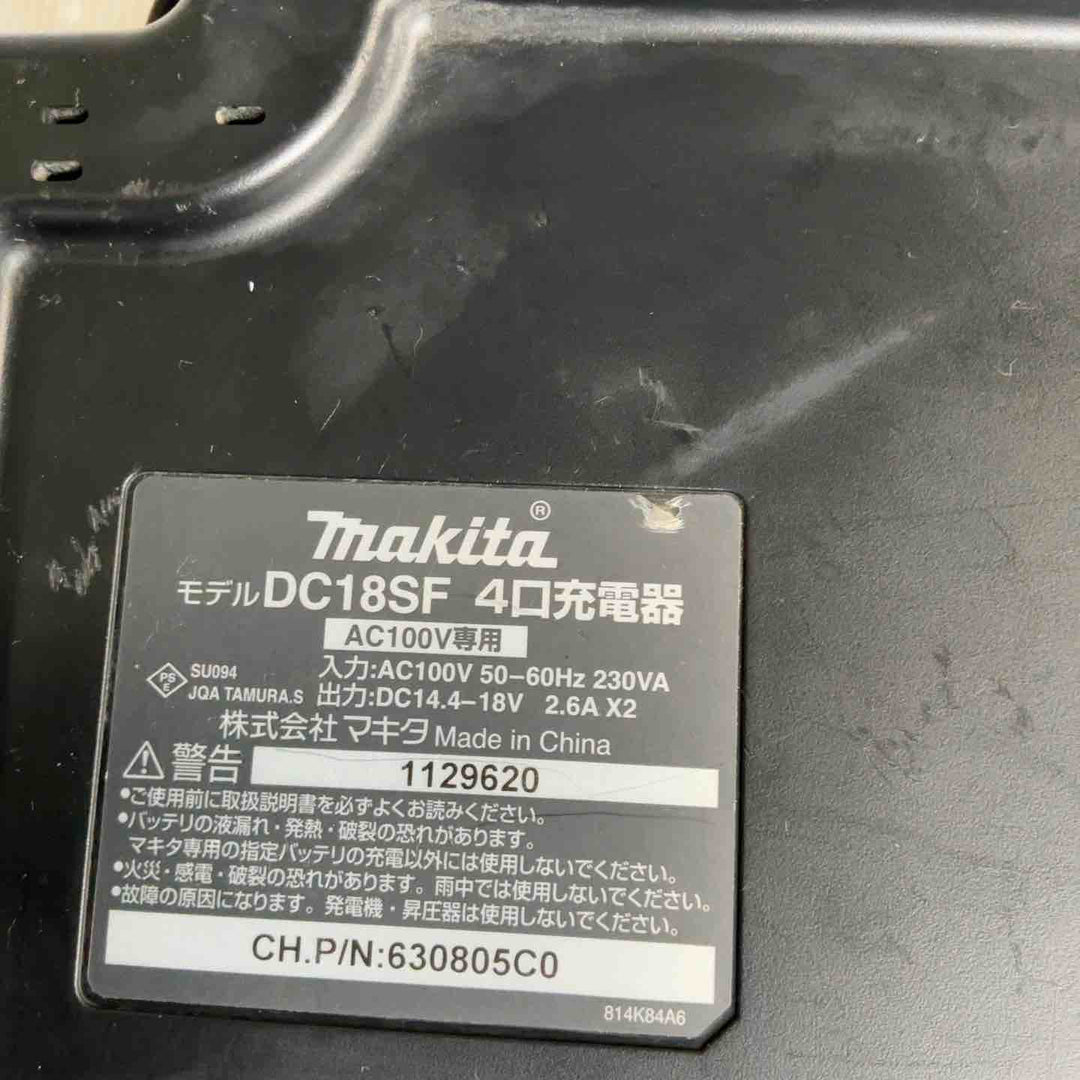 makita®
モデルDC18SF 4口充電器
AC100V専用
PS E SU094 入力:AC100V 50-60Hz 230VA
JQA TAMURA.S 出力:DC14.4-18V 2.6A X2
株式会社マキタ Made in China
警告 1129620
•ご使用前に取扱説明書を必ずよくお読みください。
•バッテリの液漏れ・発熱・破裂の恐れがあります。
マキタ専用の指定バッテリの充電以外には使用しないでください。
•火災・感電・破裂の恐れがあります。雨中では使用しないでください。
•故障の原因になります。発電機・昇圧器は使用しないでください。
CH.P/N:630805C0
814K84A6